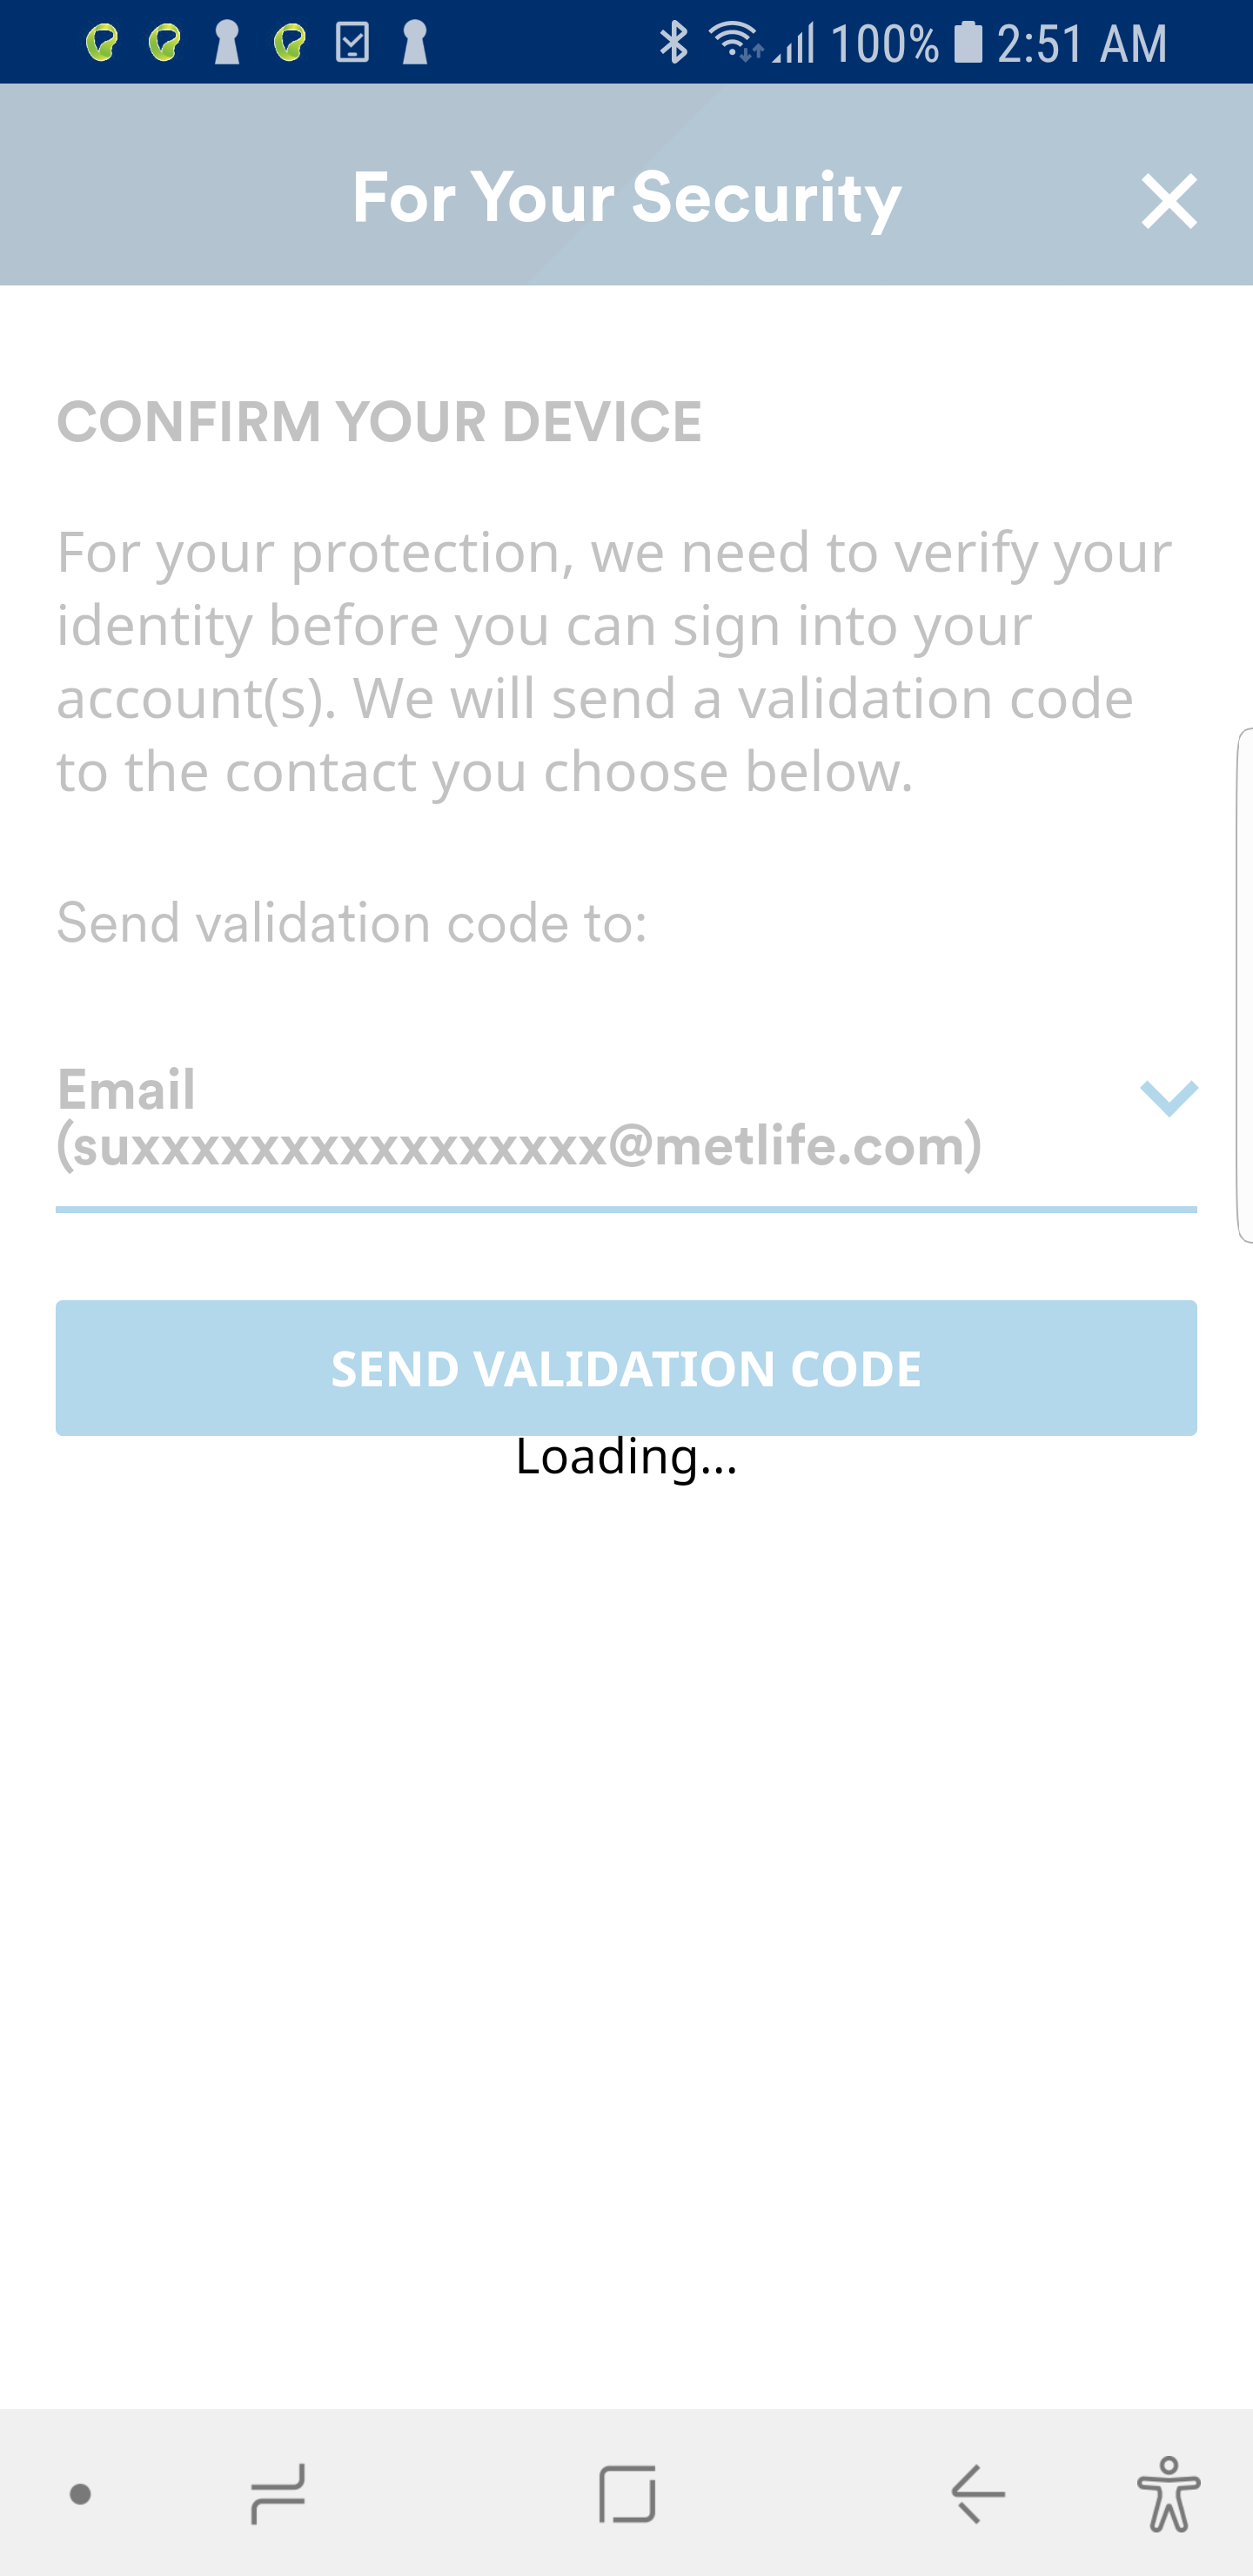 100% 2:51 AM
For Your Security
CONFIRM YOUR DEVICE
For your protection, we need to verify your
identity before you can sign into your
account(s). We will send a validation code
to the contact you choose below.
Send validation code to:
Email
(suxxxxxxxxxxxxxxxx@metlife.com)
SEND VALIDATION CODE
Loading...